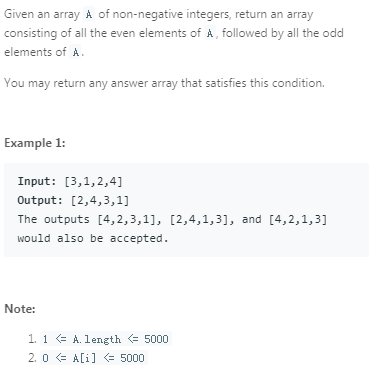 Given an array A of non-negative integers, return an array
consisting of all the even elements of A, followed by all the odd
elements of A.
You may return any answer array that satisfies this condition.
Example 1:
Input: [3,1,2,4]
Output: [2,4,3,1]
The outputs [4,2,3,1], [2,4,1,3], and [4,2,1,3]
would also be accepted.
Note:
1. 1 <= A.length <= 5000
2. 0 <= A[i] <= 5000